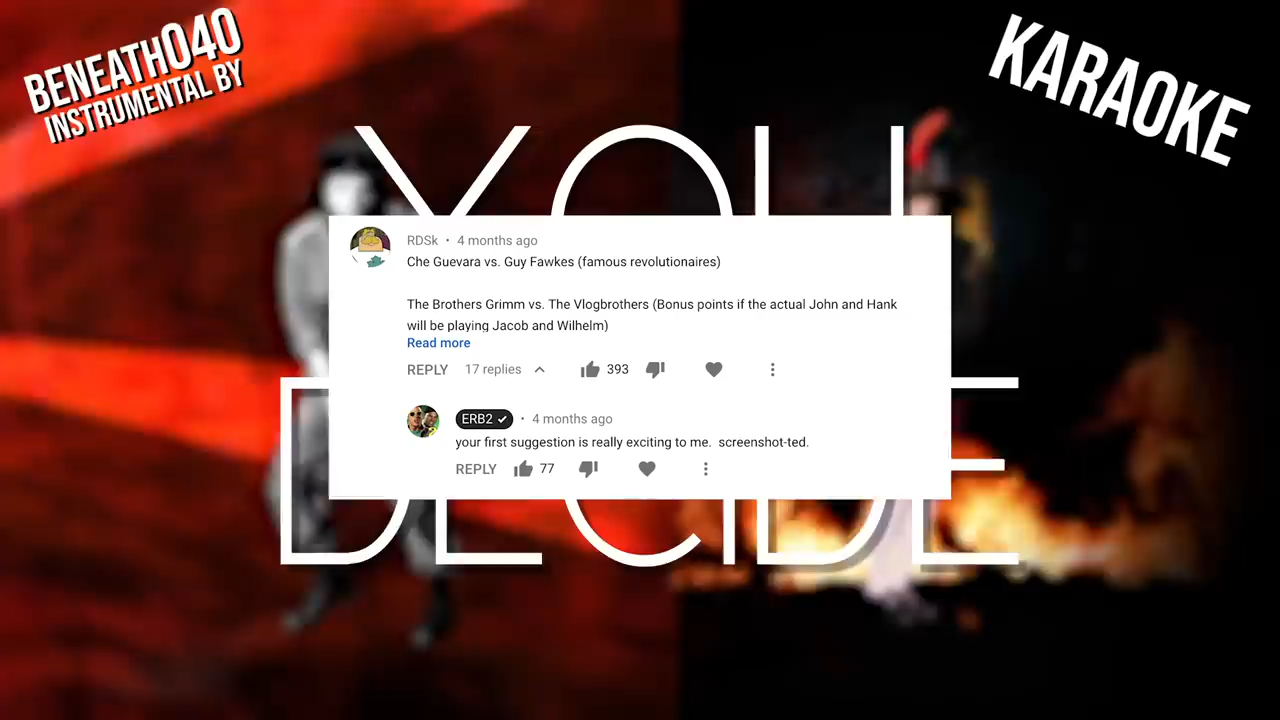 BENEATH040
INSTRUMENTAL BY
KARAOKE
YOU
RDSk • 4 months ago
Che Guevara vs. Guy Fawkes (famous revolutionaires)
The Brothers Grimm vs. The Vlogbrothers (Bonus points if the actual John and Hank
will be playing Jacob and Wilhelm)
Read more
REPLY 17 replies 393
ERB2 • 4 months ago
your first suggestion is really exciting to me. screenshot-ted.
REPLY 77
DECIDE